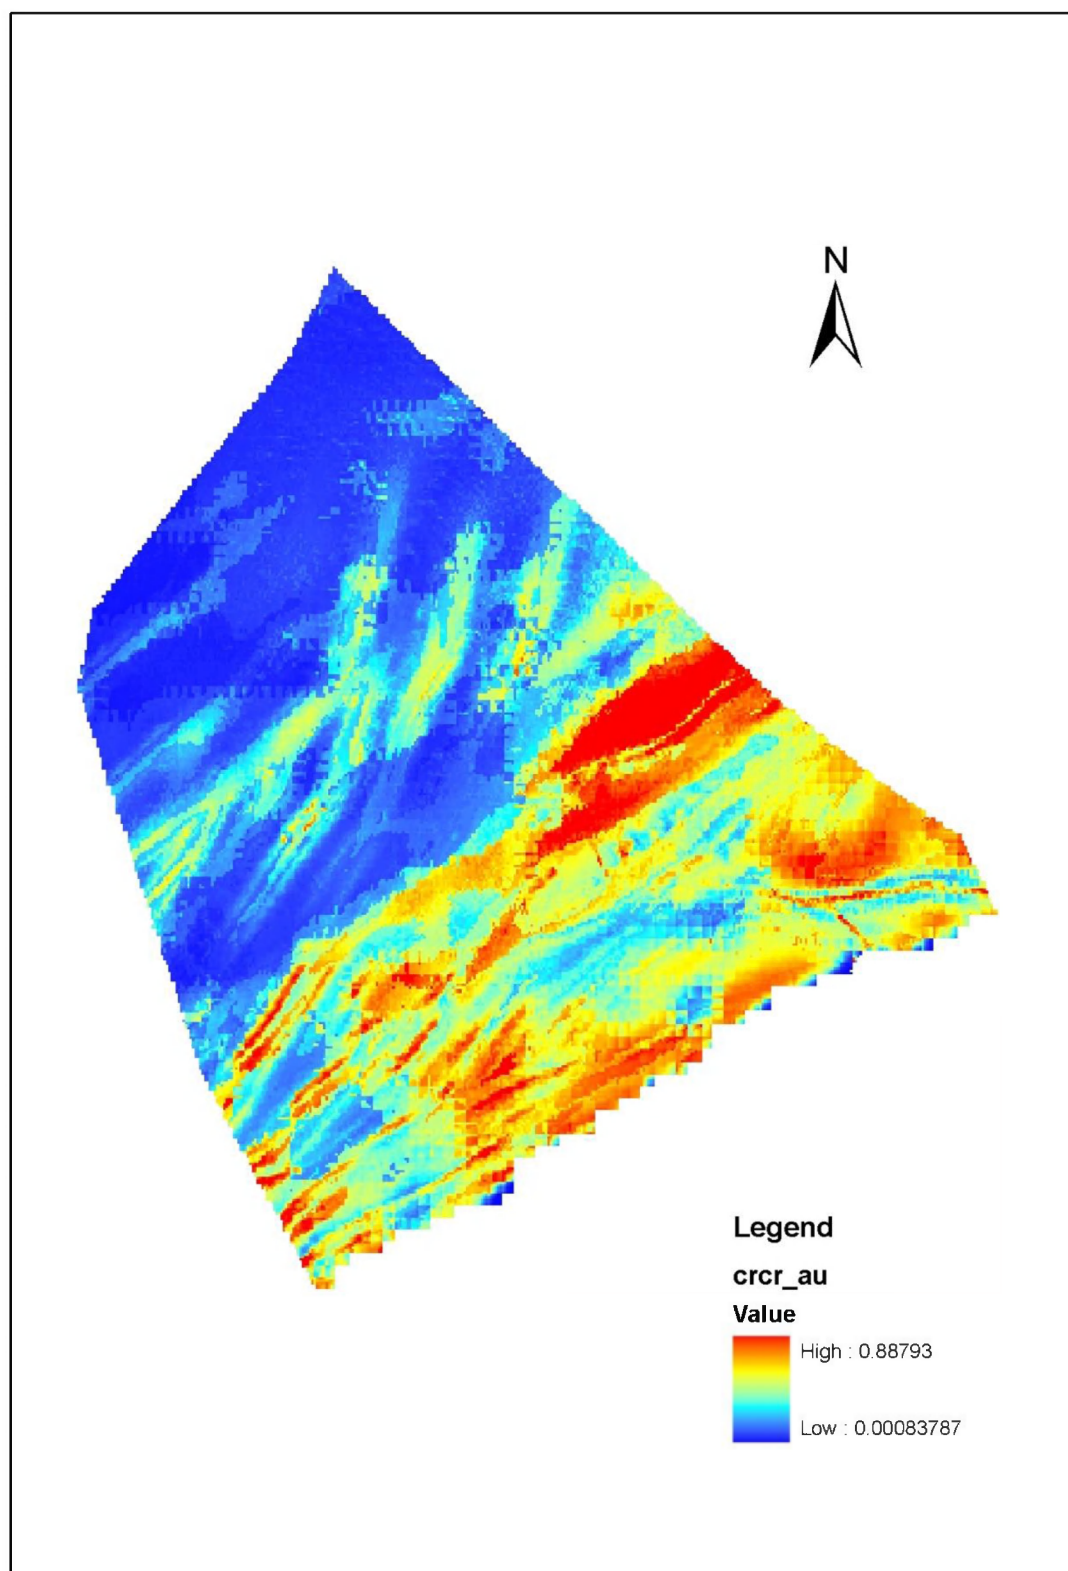 N
Legend
crcr_au
Value
High : 0.88793
Low : 0.00083787